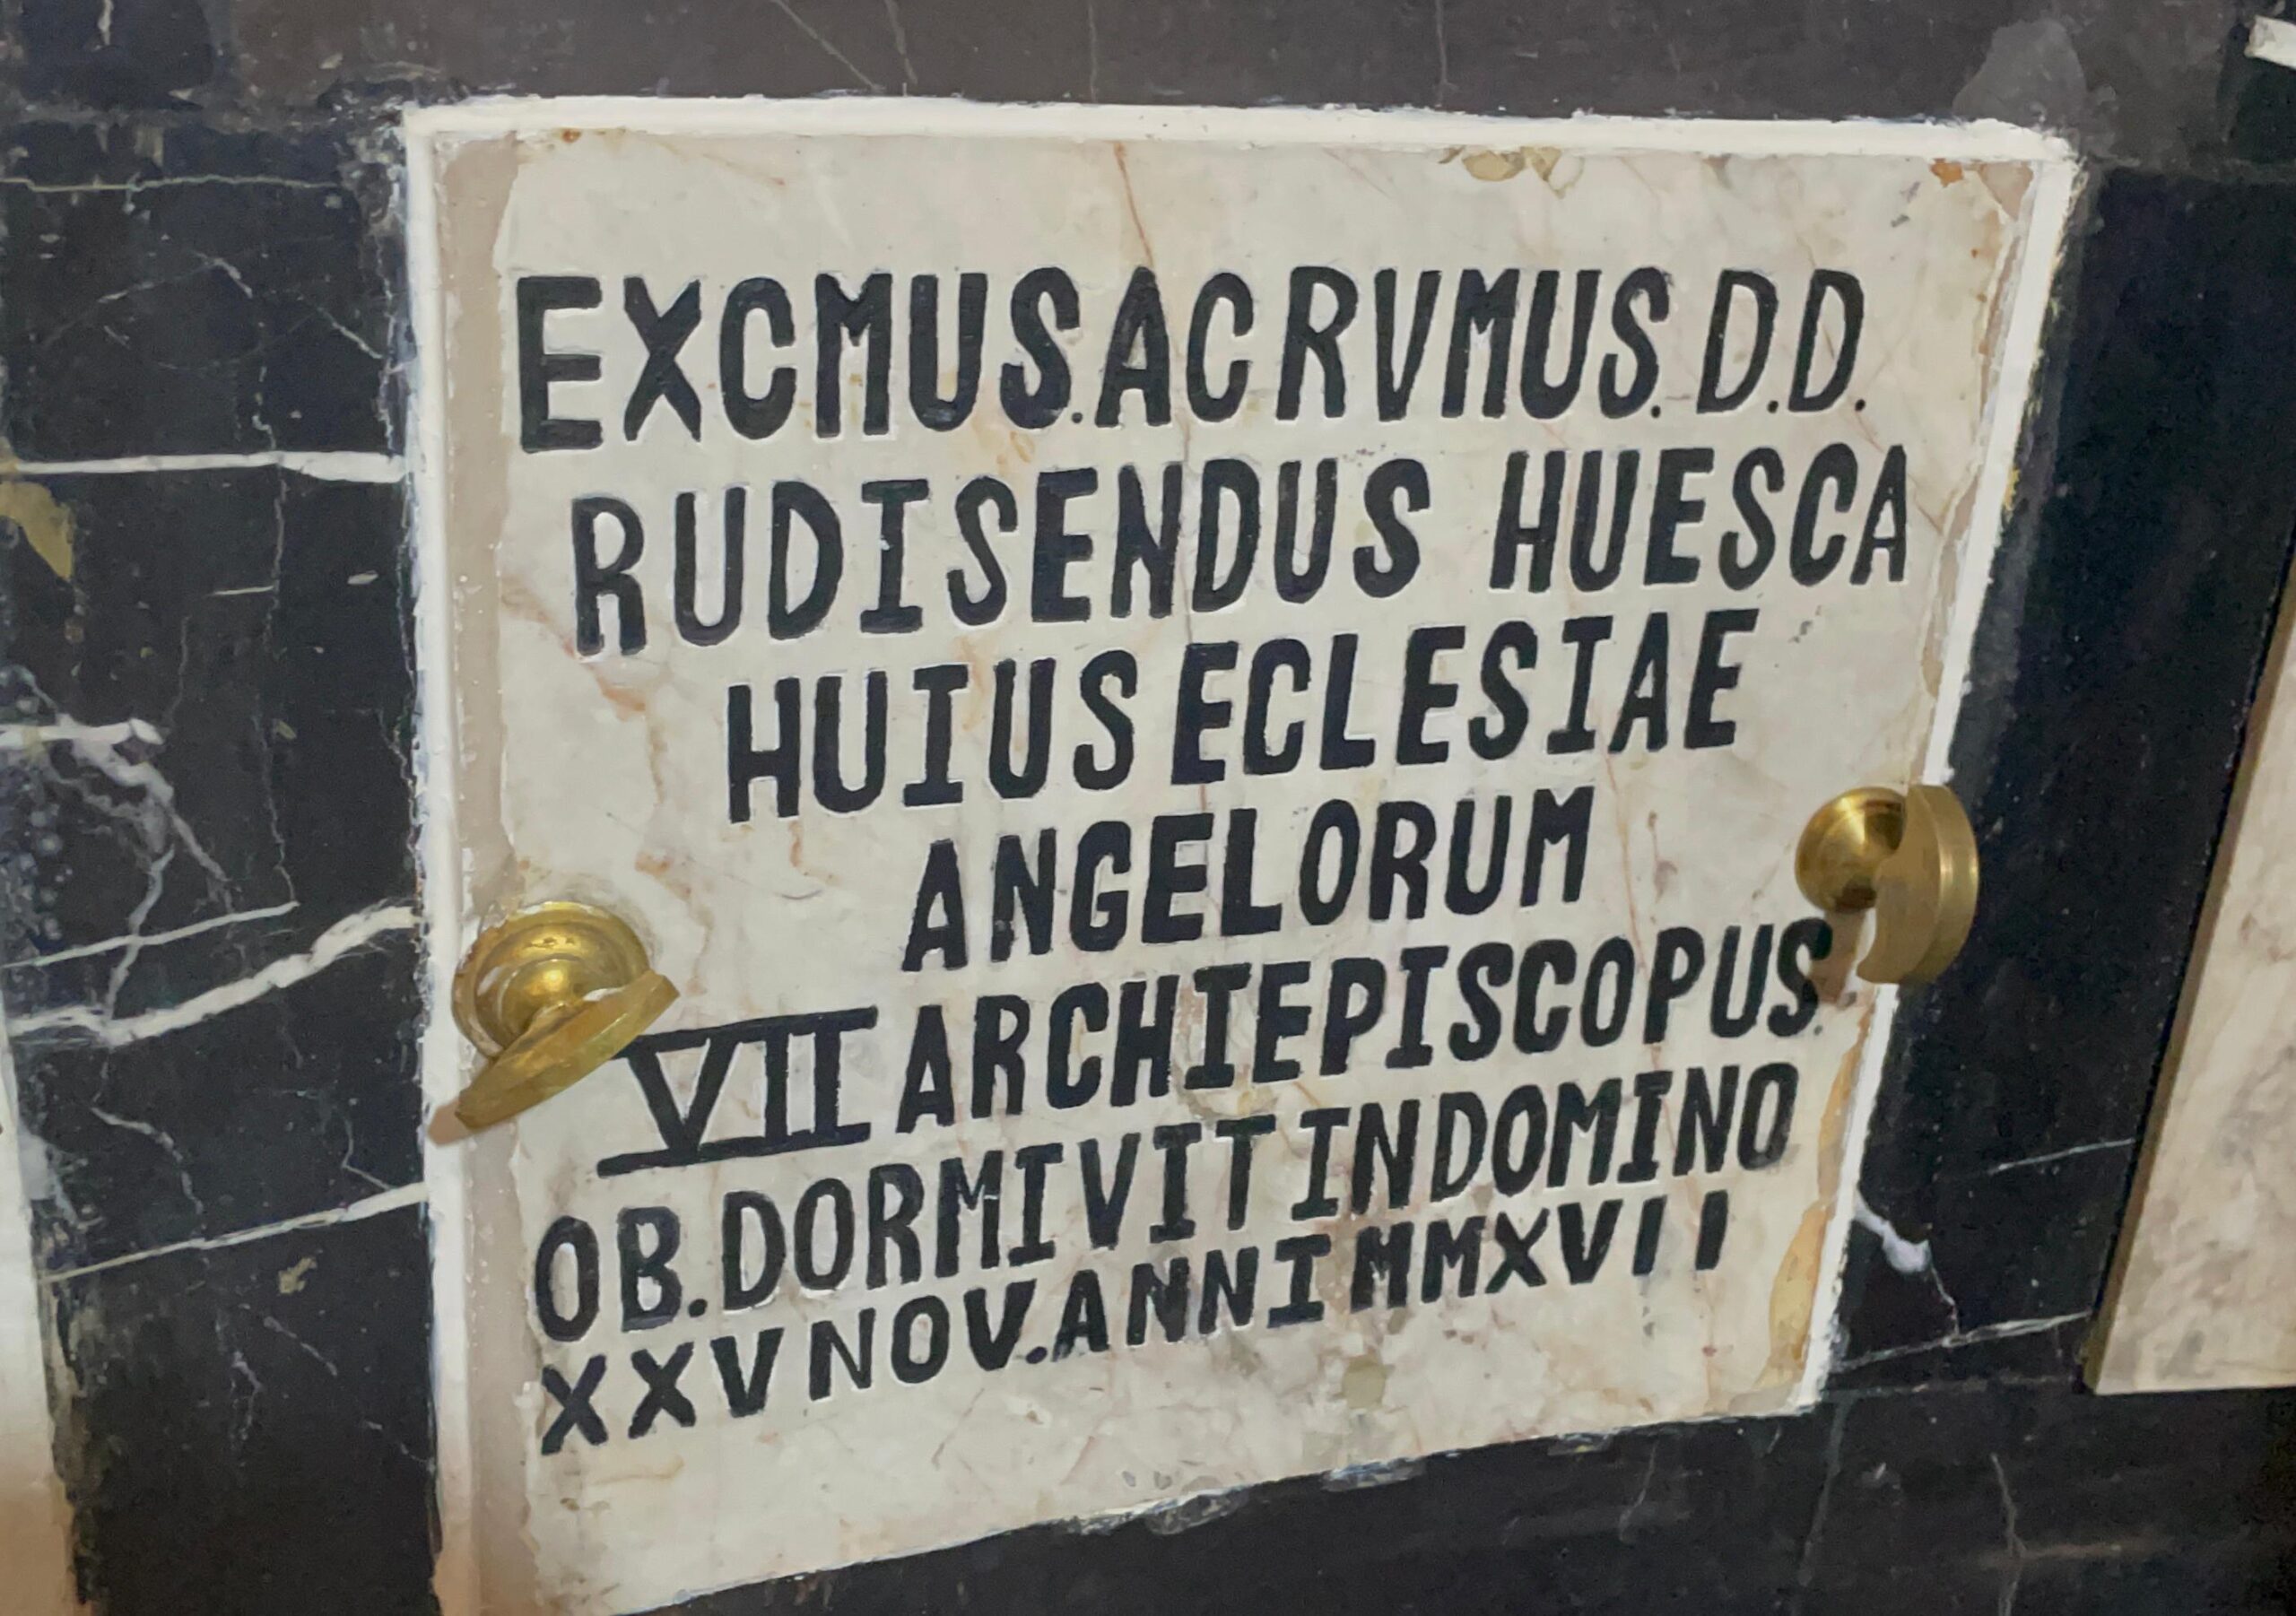 EXCMUS. AC RVMUS. D.D.
RUDISENDUS HUESCA
HUIUS ECLESIAE
ANGELORUM
VII ARCHIEPISCOPUS.
OB. DORMIVIT IN DOMINO
XXV NOV. ANNI MMXVII